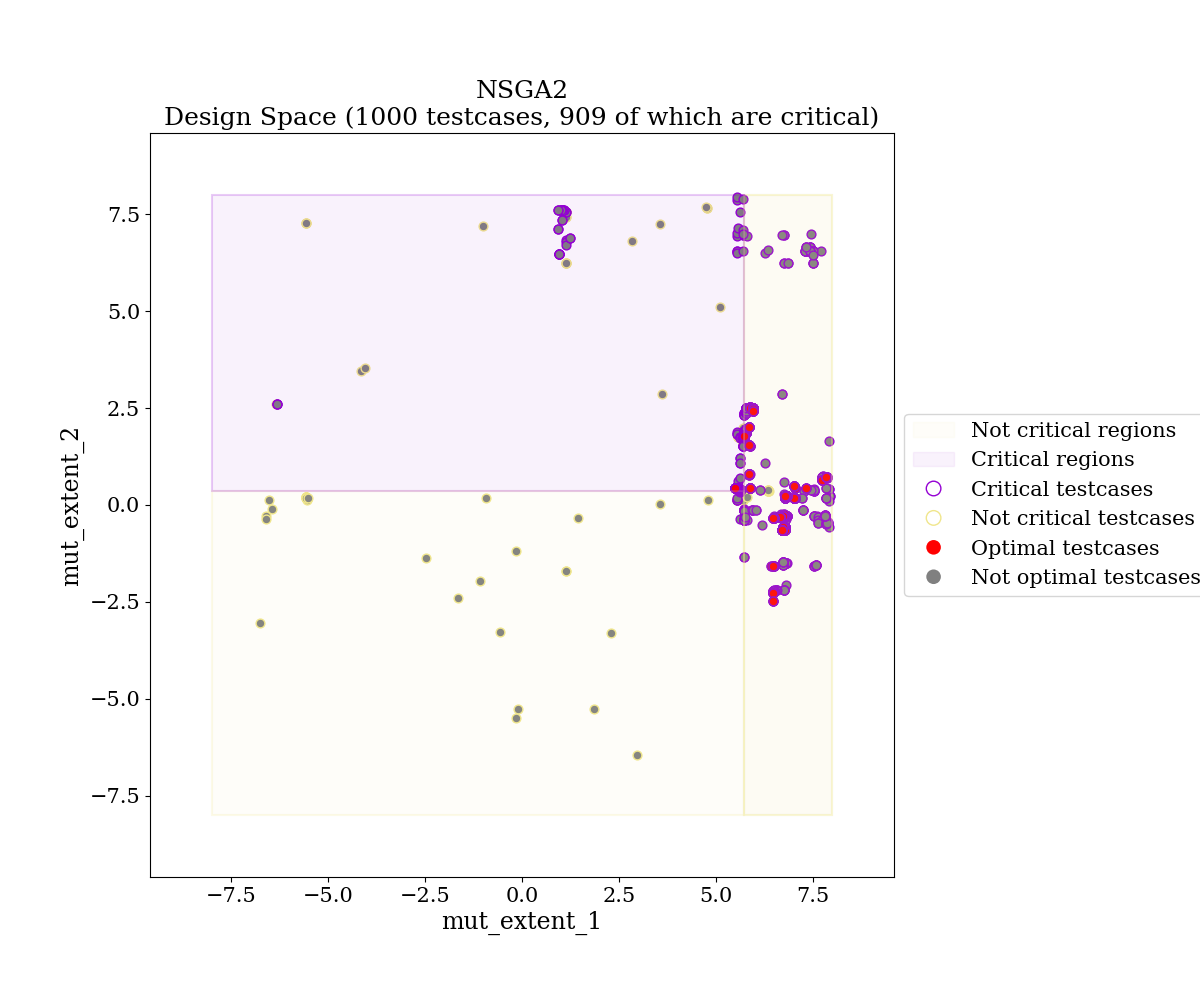 NSGA2
Design Space (1000 testcases, 909 of which are critical)
7.5
5.0
2.5
0.0
−2.5
−5.0
−7.5
mut_extent_2
−7.5 −5.0 −2.5 0.0 2.5 5.0 7.5
mut_extent_1
Not critical regions
Critical regions
Critical testcases
Not critical testcases
Optimal testcases
Not optimal testcases